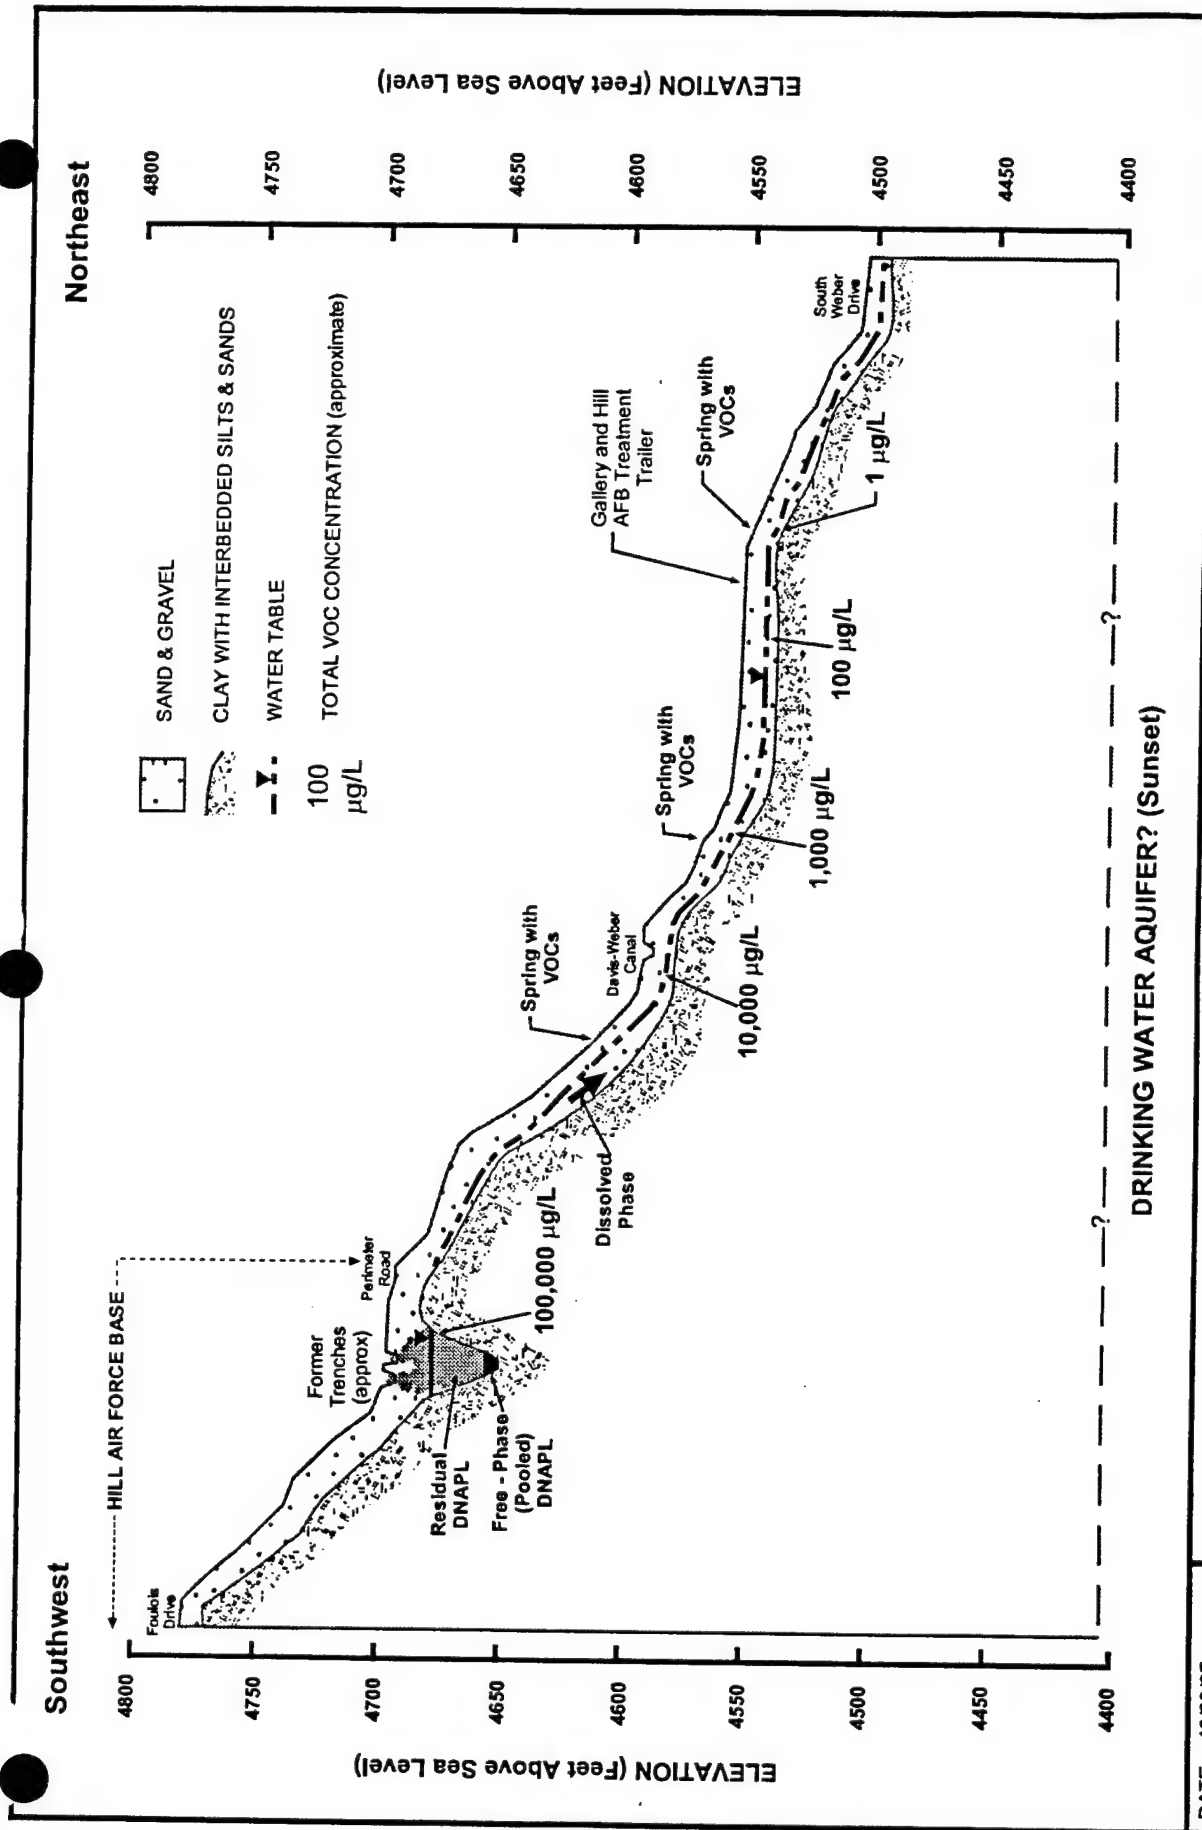 Southwest
Northeast
HILL AIR FORCE BASE
ELEVATION (Feet Above Sea Level)
4800
4750
4700
4650
4600
4550
4500
4450
4400
ELEVATION (Feet Above Sea Level)
4800
4750
4700
4650
4600
4550
4500
4400
SAND & GRAVEL
CLAY WITH INTERBEDDED SILTS & SANDS
WATER TABLE
100
µg/L
TOTAL VOC CONCENTRATION (approximate)
Foulois
Drive
Former
Trenches
(approx)
Perimeter
Road
Residual
DNAPL
Free - Phase
(Pooled)
DNAPL
100,000 µg/L
Dissolved
Phase
Spring with
VOCs
Davis-Weber
Canal
10,000 µg/L
Spring with
VOCs
1,000 µg/L
Gallery and Hill
AFB Treatment
Trailer
100 µg/L
Spring with
VOCs
1 µg/L
South
Weber
Drive
?
?
DRINKING WATER AQUIFER? (Sunset)